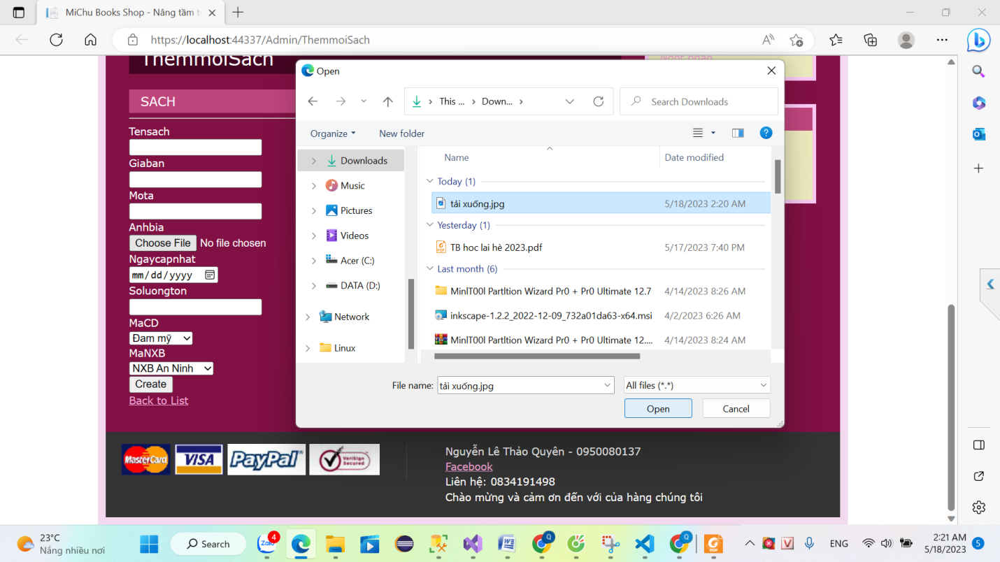 MiChu Books Shop - Nâng tầm t
https://localhost:44337/Admin/ThemmoiSach
ThemmoiSach
Ngọt ngào
SACH
Tensach
Giaban
Mota
Anhbia
Choose File No file chosen
Ngaycapnhat
mm/dd/yyyy
Soluongton
MaCD
Đam mỹ
MaNXB
NXB An Ninh
Create
Back to List
Open
This ... Down...
Search Downloads
Organize New folder
Downloads
Music
Pictures
Videos
Acer (C:)
DATA (D:)
Network
Linux
Name Date modified
Today (1)
tải xuống.jpg 5/18/2023 2:20 AM
Yesterday (1)
TB hoc lai hè 2023.pdf 5/17/2023 7:40 PM
Last month (6)
MinlT00l Partltion Wizard Pr0 + Pr0 Ultimate 12.7 4/14/2023 8:26 AM
inkscape-1.2.2_2022-12-09_732a01da63-x64.msi 4/2/2023 6:26 AM
MinlT00l Partltion Wizard Pr0 + Pr0 Ultimate 12.... 4/14/2023 8:24 AM
File name: tải xuống.jpg All files (*.*)
Open Cancel
MasterCard VISA PayPal VeriSign Secured
Nguyễn Lê Thảo Quyên - 0950080137
Facebook
Liên hệ: 0834191498
Chào mừng và cảm ơn đến với của hàng chúng tôi
23°C
Nắng nhiều nơi
Search
Zalo 4
Q
Q
PDF
ENG
2:21 AM
5/18/2023
5